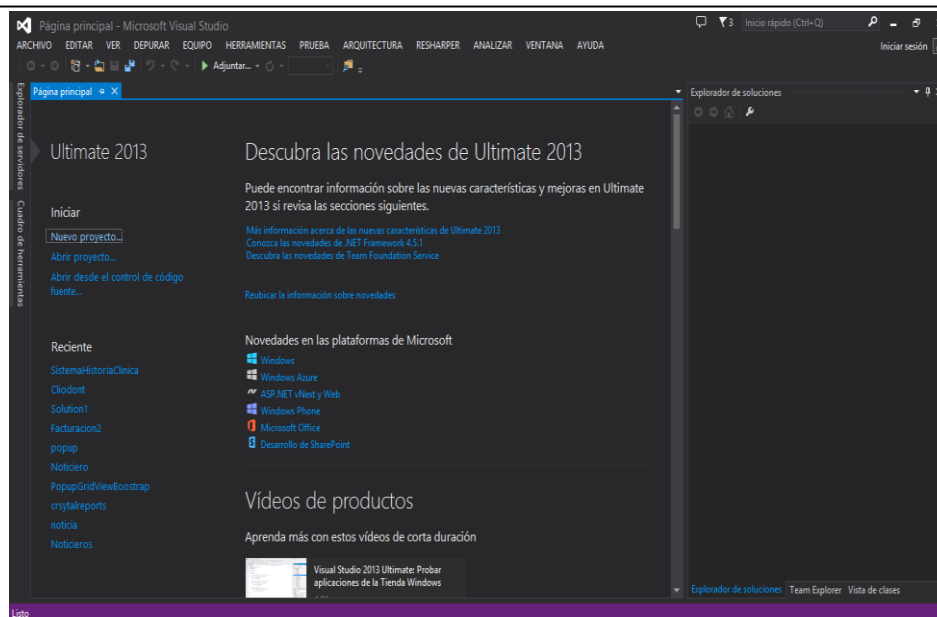 Página principal - Microsoft Visual Studio
3
Inicio rápido (Ctrl+Q)
ARCHIVO EDITAR VER DEPURAR EQUIPO HERRAMIENTAS PRUEBA ARQUITECTURA RESHARPER ANALIZAR VENTANA AYUDA
Iniciar sesión
Adjuntar...
Explorador de servidores
Cuadro de herramientas
Página principal
Ultimate 2013
Iniciar
Nuevo proyecto...
Abrir proyecto...
Abrir desde el control de código
fuente...
Reciente
SistemaHistoriaClinica
Cliodont
Solution1
Facturacion2
popup
Noticiero
PopupGridViewBoostrap
crsytalreports
noticia
Noticieros
Descubra las novedades de Ultimate 2013
Puede encontrar información sobre las nuevas características y mejoras en Ultimate
2013 si revisa las secciones siguientes.
Más información acerca de las nuevas características de Ultimate 2013
Conozca las novedades de .NET Framework 4.5.1
Descubra las novedades de Team Foundation Service
Reubicar la información sobre novedades
Novedades en las plataformas de Microsoft
Windows
Windows Azure
ASP.NET vNext y Web
Windows Phone
Microsoft Office
Desarrollo de SharePoint
Vídeos de productos
Aprenda más con estos vídeos de corta duración
Visual Studio 2013 Ultimate: Probar
aplicaciones de la Tienda Windows
Explorador de soluciones
Explorador de soluciones Team Explorer Vista de clases
Listo